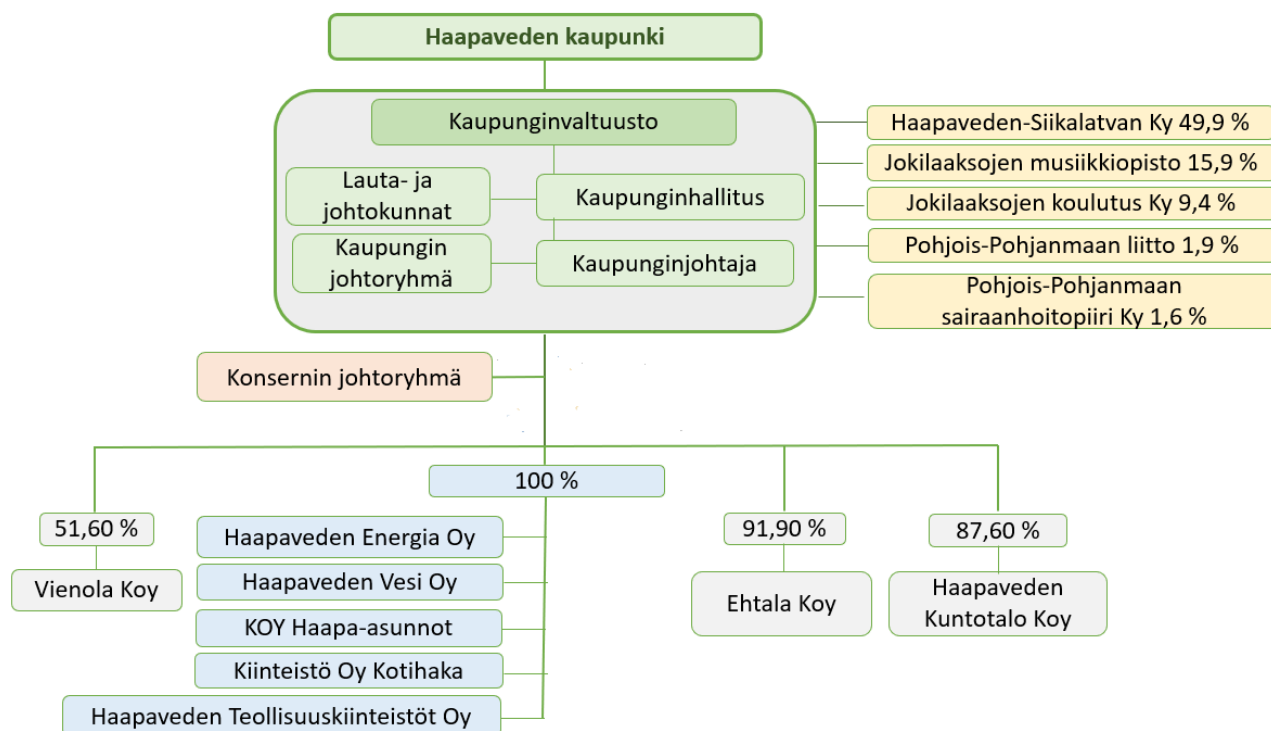 Haapaveden kaupunki
Kaupunginvaltuusto
Lauta- ja
johtokunnat
Kaupunginhallitus
Kaupungin
johtoryhmä
Kaupunginjohtaja
Haapaveden-Siikalatvan Ky 49,9 %
Jokilaaksojen musiikkiopisto 15,9 %
Jokilaaksojen koulutus Ky 9,4 %
Pohjois-Pohjanmaan liitto 1,9 %
Pohjois-Pohjanmaan
sairaanhoitopiiri Ky 1,6 %
Konsernin johtoryhmä
51,60 %
Vienola Koy
100 %
Haapaveden Energia Oy
Haapaveden Vesi Oy
KOY Haapa-asunnot
Kiinteistö Oy Kotihaka
Haapaveden Teollisuuskiinteistöt Oy
91,90 %
Ehtala Koy
87,60 %
Haapaveden
Kuntotalo Koy